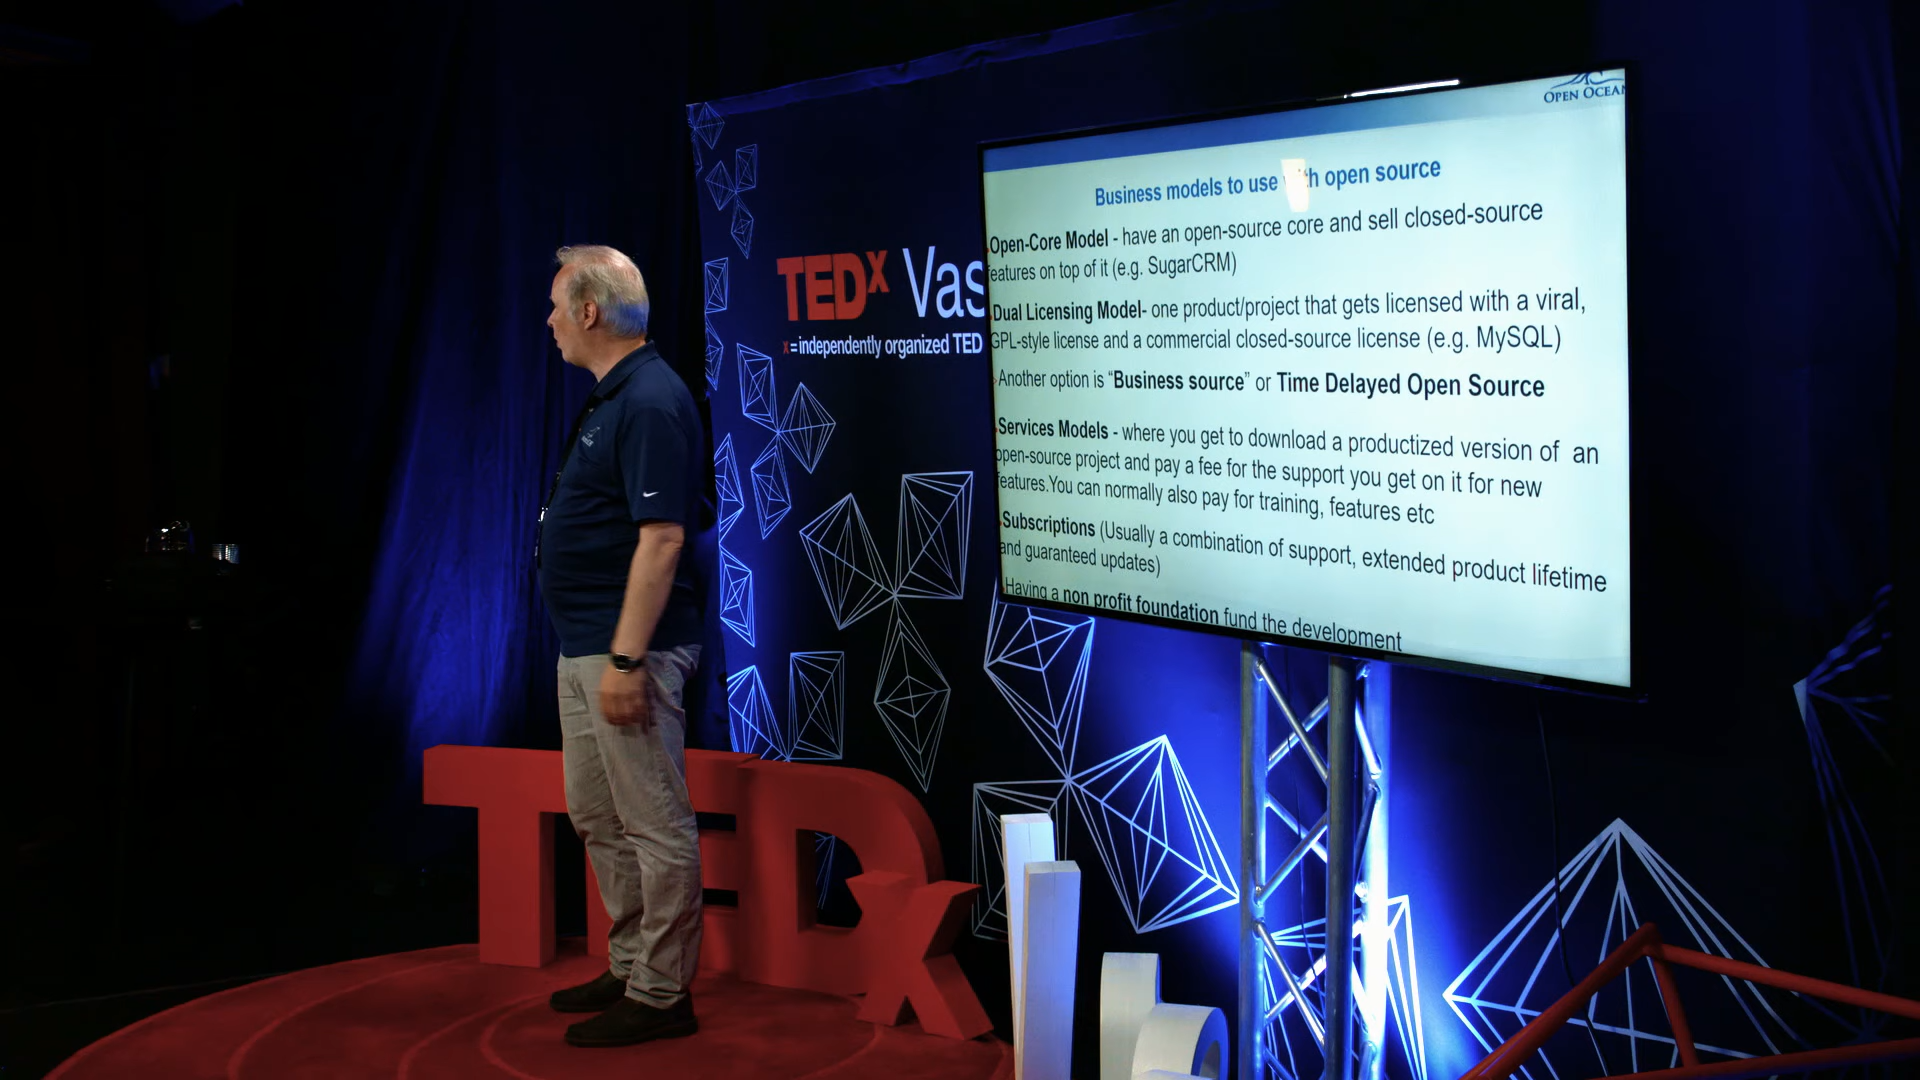 OPEN OCEAN
Business models to use with open source
Open-Core Model - have an open-source core and sell closed-source
features on top of it (e.g. SugarCRM)
Dual Licensing Model- one product/project that gets licensed with a viral,
GPL-style license and a commercial closed-source license (e.g. MySQL)
Another option is “Business source” or Time Delayed Open Source
Services Models - where you get to download a productized version of an
open-source project and pay a fee for the support you get on it for new
features.You can normally also pay for training, features etc
Subscriptions (Usually a combination of support, extended product lifetime
and guaranteed updates)
Having a non profit foundation fund the development
TEDx Vas
x = independently organized TED
TEDx